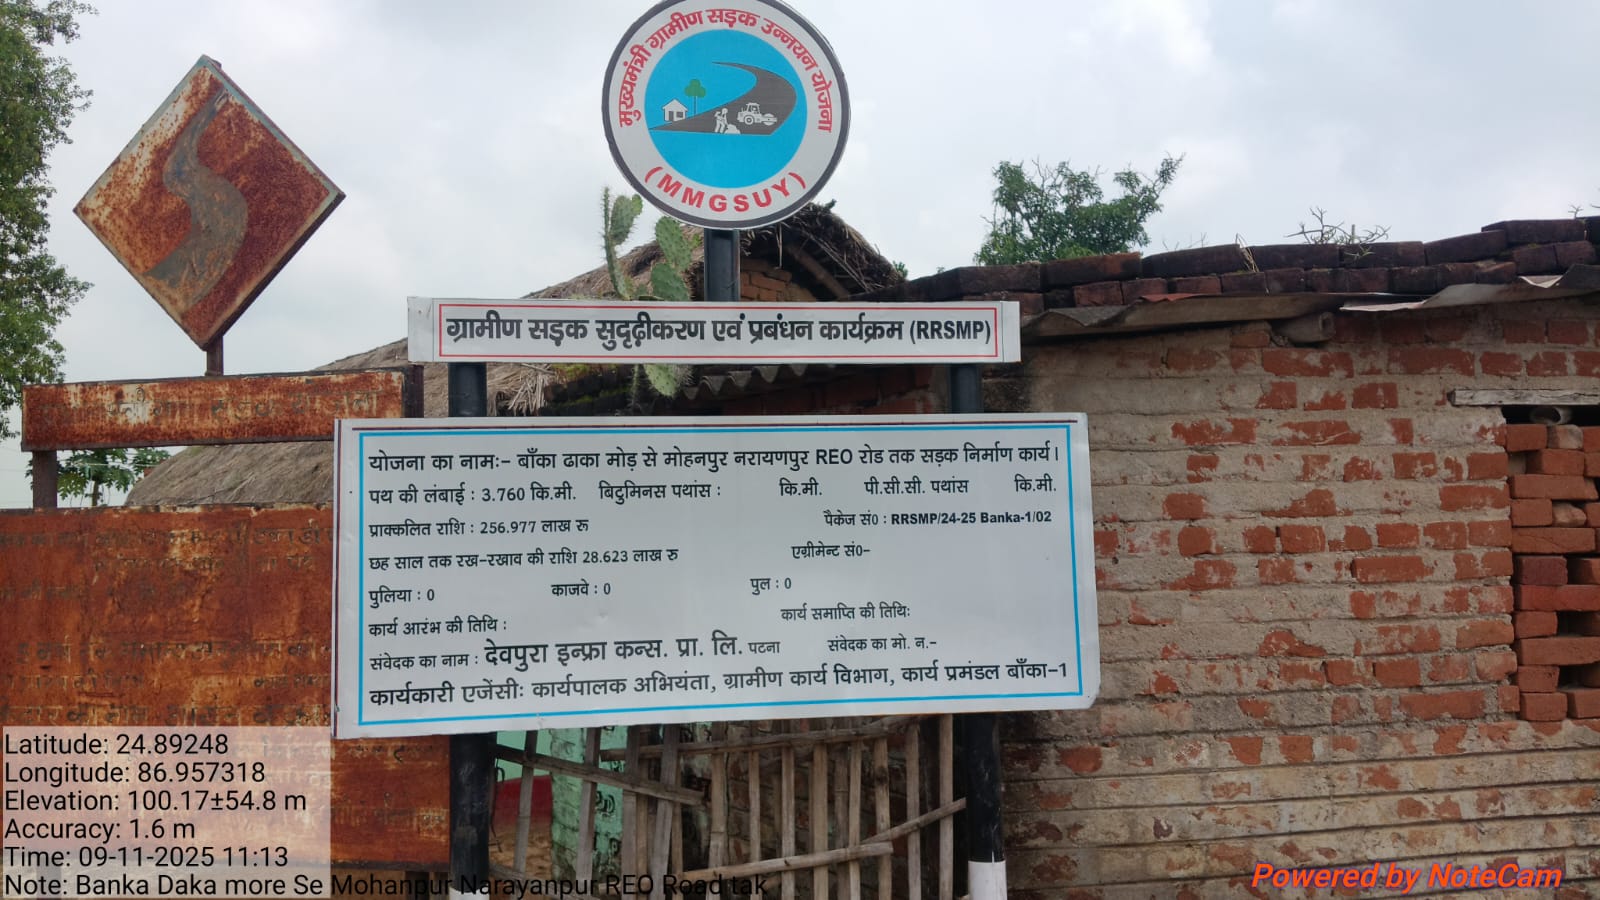 मुख्यमंत्री ग्रामीण सड़क उन्नयन योजना
(MMGSUY)
ग्रामीण सड़क सुदृढ़ीकरण एवं प्रबंधन कार्यक्रम (RRSMP)
योजना का नामः- बाँका ढाका मोड़ से मोहनपुर नरायणपुर REO रोड तक सड़क निर्माण कार्य।
पथ की लंबाई : 3.760 कि.मी. बिटुमिनस पथांस : कि.मी. पी.सी.सी. पथांस कि.मी.
प्राक्कलित राशि : 256.977 लाख रू पैकेज सं0 : RRSMP/24-25 Banka-1/02
छह साल तक रख-रखाव की राशि 28.623 लाख रु एग्रीमेन्ट सं0-
पुलिया : 0 काजवे : 0 पुल : 0
कार्य आरंभ की तिथि : कार्य समाप्ति की तिथिः
संवेदक का नाम : देवपुरा इन्फ्रा कन्स. प्रा. लि. पटना संवेदक का मो. न.-
कार्यकारी एजेंसीः कार्यपालक अभियंता, ग्रामीण कार्य विभाग, कार्य प्रमंडल बाँका-1
Latitude: 24.89248
Longitude: 86.957318
Elevation: 100.17±54.8 m
Accuracy: 1.6 m
Time: 09-11-2025 11:13
Note: Banka Daka more Se Mohanpur Narayanpur REO Road tak
Powered by NoteCam